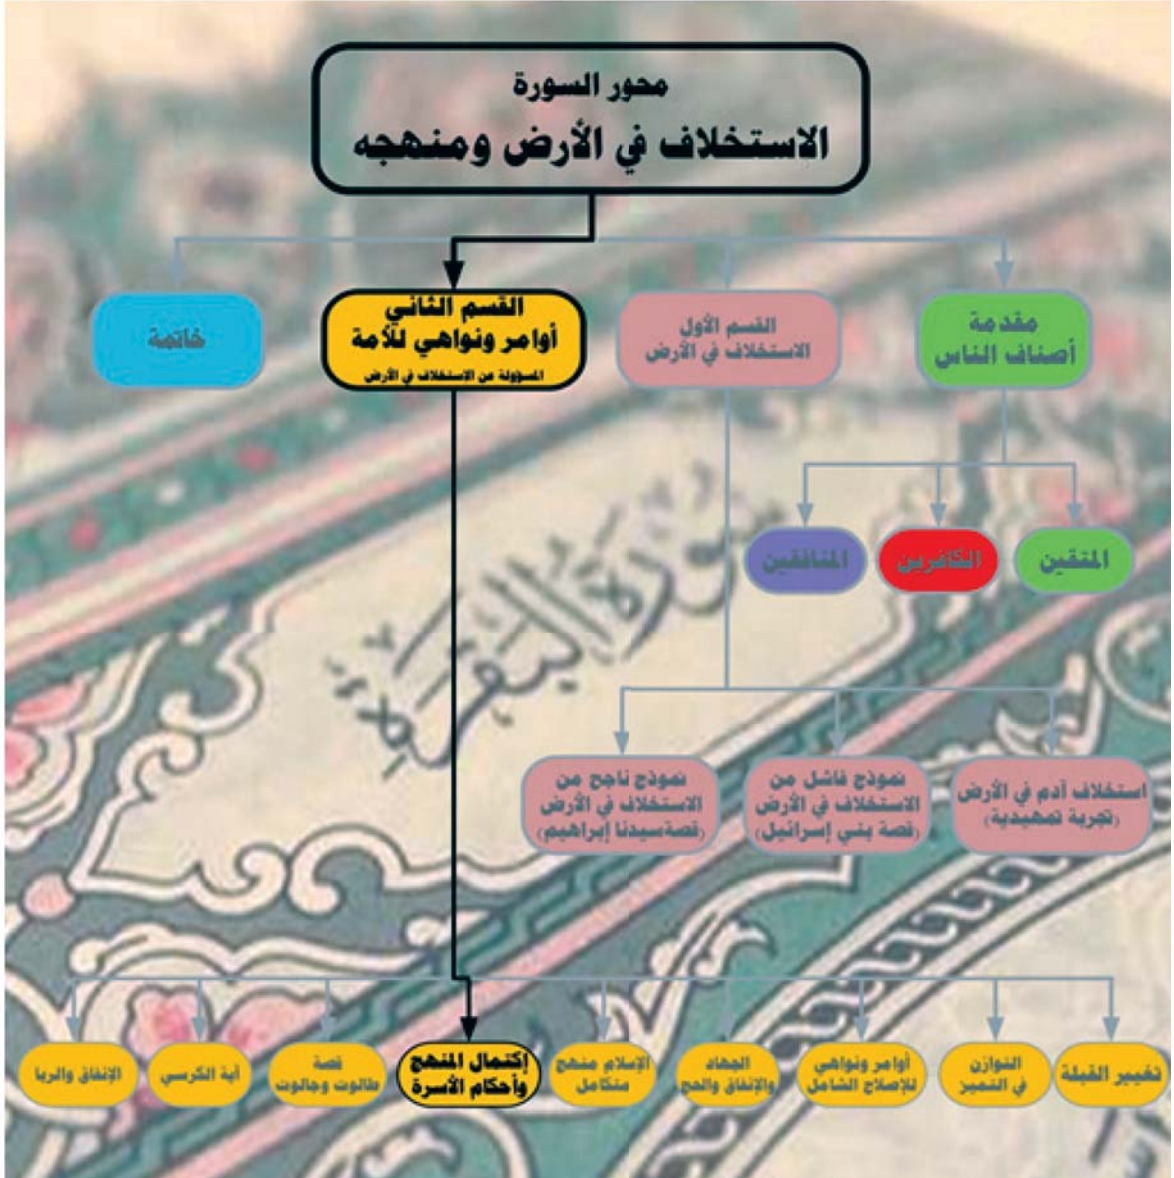 محور السورة
الاستخلاف في الأرض ومنهجه
مقدمة
أصناف الناس
القسم الأول
الاستخلاف في الأرض
القسم الثاني
أوامر ونواهي للأمة
المسؤولة عن الاستخلاف في الأرض
خاتمة
المتقين
الكافرين
المنافقين
سورة البقرة
استخلاف آدم في الأرض
(تجربة تمهيدية)
نموذج فاشل من
الاستخلاف في الأرض
(قصة بني إسرائيل)
نموذج ناجح من
الاستخلاف في الأرض
(قصة سيدنا إبراهيم)
تغيير القبلة
التوازن
في التميز
أوامر ونواهي
للإصلاح الشامل
الجهاد
والإنفاق والحج
الإسلام منهج
متكامل
إكتمال المنهج
وأحكام الأسرة
قصة
طالوت وجالوت
آية الكرسي
الإنفاق والربا